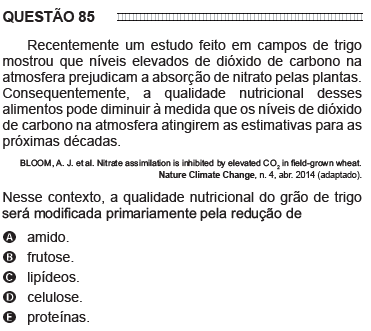 QUESTÃO 85
Recentemente um estudo feito em campos de trigo
mostrou que níveis elevados de dióxido de carbono na
atmosfera prejudicam a absorção de nitrato pelas plantas.
Consequentemente, a qualidade nutricional desses
alimentos pode diminuir à medida que os níveis de dióxido
de carbono na atmosfera atingirem as estimativas para as
próximas décadas.
BLOOM, A. J. et al. Nitrate assimilation is inhibited by elevated CO₂ in field-grown wheat.
Nature Climate Change, n. 4, abr. 2014 (adaptado).
Nesse contexto, a qualidade nutricional do grão de trigo
será modificada primariamente pela redução de
A amido.
B frutose.
C lipídeos.
D celulose.
E proteínas.